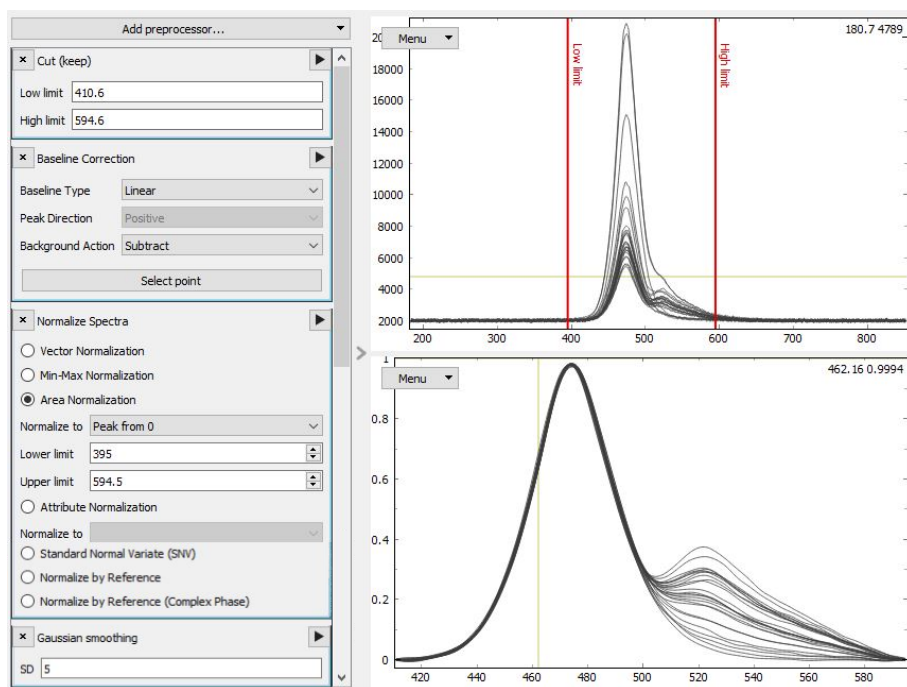 Add preprocessor...
Cut (keep)
Low limit 410.6
High limit 594.6
Baseline Correction
Baseline Type Linear
Peak Direction Positive
Background Action Subtract
Select point
Normalize Spectra
Vector Normalization
Min-Max Normalization
Area Normalization
Normalize to Peak from 0
Lower limit 395
Upper limit 594.5
Attribute Normalization
Normalize to
Standard Normal Variate (SNV)
Normalize by Reference
Normalize by Reference (Complex Phase)
Gaussian smoothing
SD 5
Menu
180.7 4789
Low limit
High limit
18000
16000
14000
12000
10000
8000
6000
4000
2000
200 300 400 500 600 700 800
1
Menu
462.16 0.9994
0.8
0.6
0.4
0.2
0
420 440 460 480 500 520 540 560 580